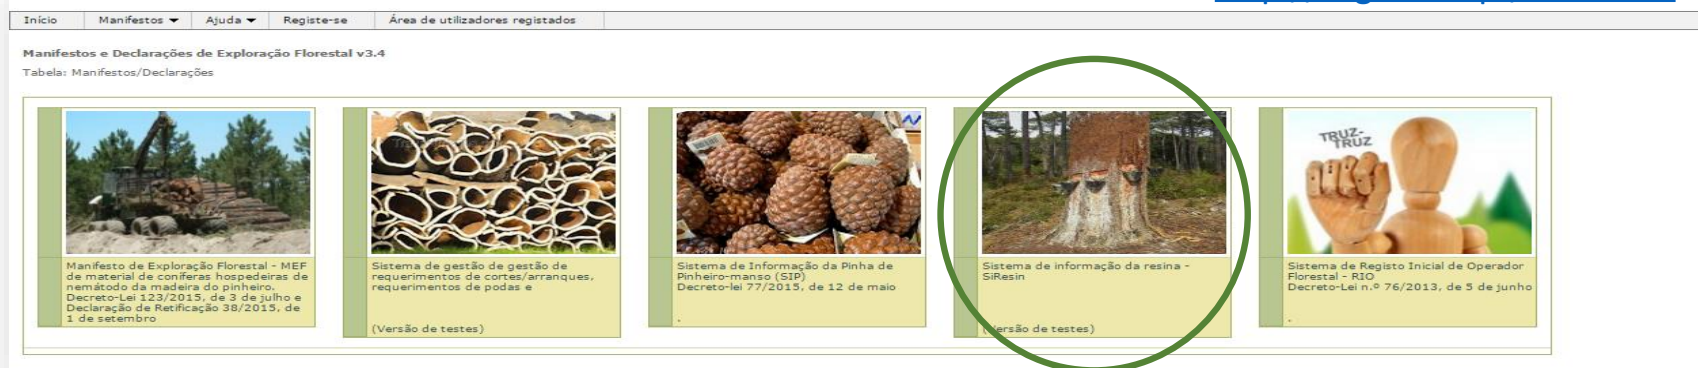 Início Manifestos Ajuda Registe-se Área de utilizadores registados
Manifestos e Declarações de Exploração Florestal v3.4
Tabela: Manifestos/Declarações
TRUZ-
TRUZ
Manifesto de Exploração Florestal - MEF
de material de coníferas hospedeiras de
nemátodo da madeira do pinheiro.
Decreto-Lei 123/2015, de 3 de julho e
Declaração de Retificação 38/2015, de
1 de setembro
Sistema de gestão de gestão de
requerimentos de cortes/arranques,
requerimentos de podas e
(Versão de testes)
Sistema de Informação da Pinha de
Pinheiro-manso (SIP)
Decreto-lei 77/2015, de 12 de maio
.
Sistema de informação da resina -
SiResin
(Versão de testes)
Sistema de Registo Inicial de Operador
Florestal - RIO
Decreto-Lei n.º 76/2013, de 5 de junho
.